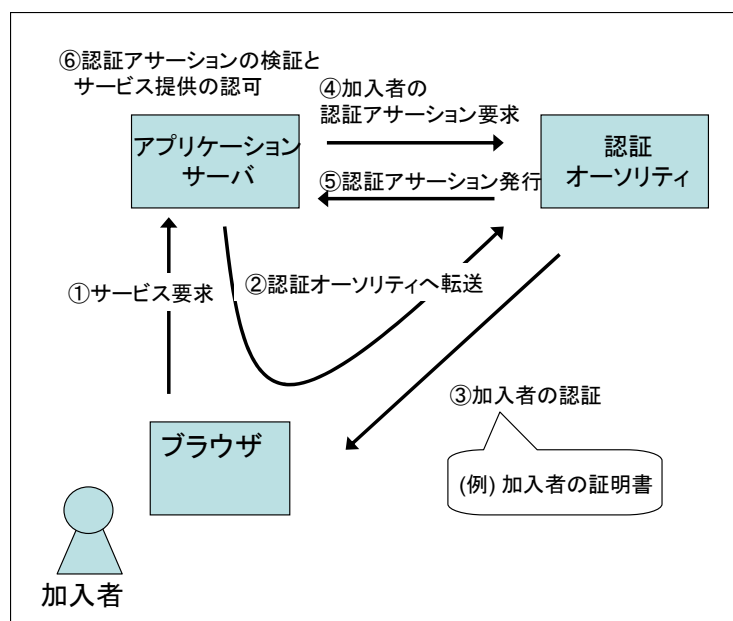 ⑥認証アサーションの検証と
サービス提供の認可
④加入者の
認証アサーション要求
アプリケーション
サーバ
認証
オーソリティ
⑤認証アサーション発行
①サービス要求
②認証オーソリティへ転送
③加入者の認証
ブラウザ
(例) 加入者の証明書
加入者